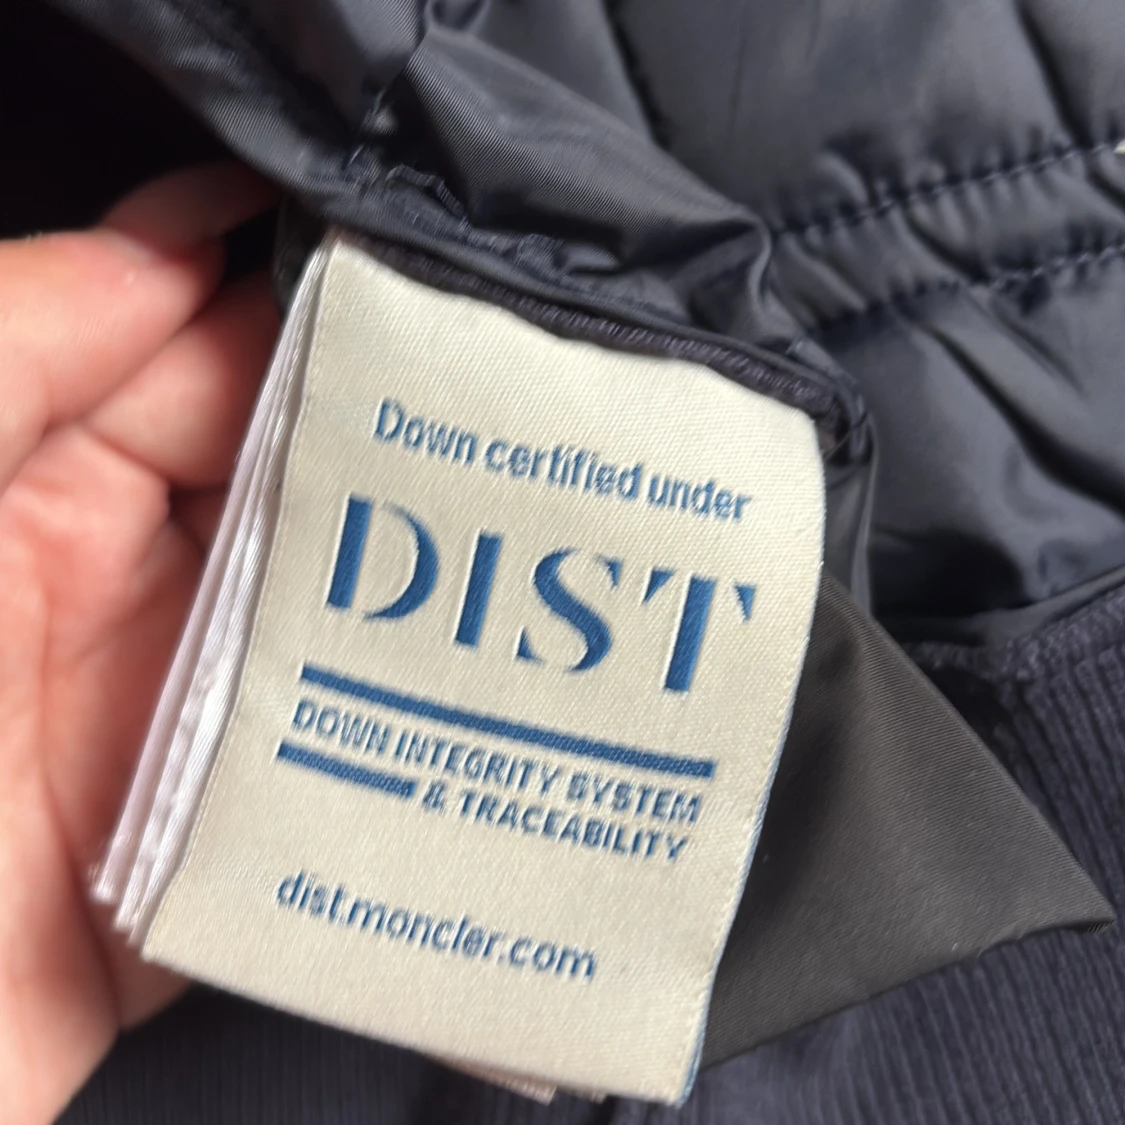 Down certified under
DIST
DOWN INTEGRITY SYSTEM
& TRACEABILITY
dist.moncler.com